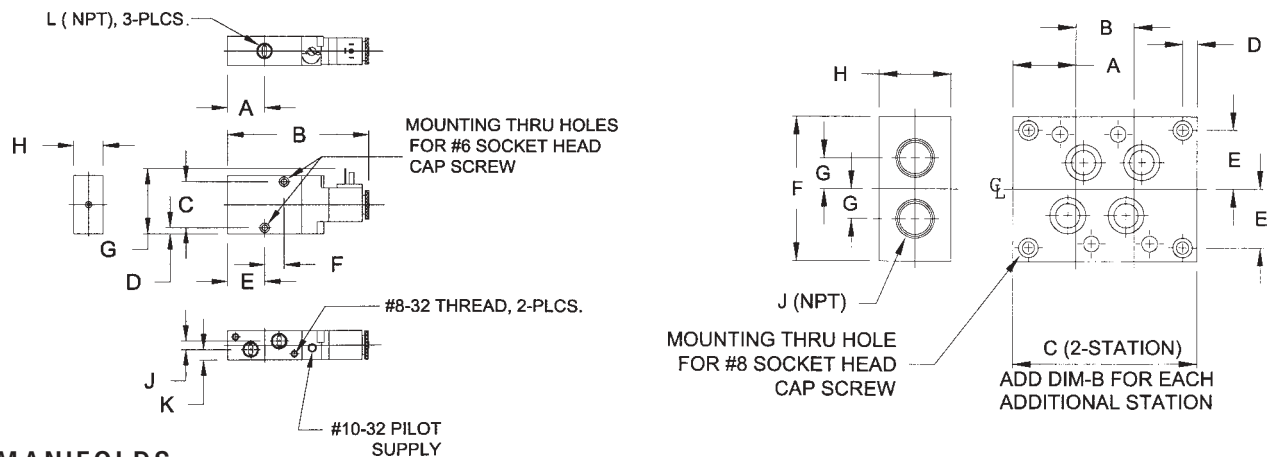 L ( NPT), 3-PLCS.
A
B
H
MOUNTING THRU HOLES
FOR #6 SOCKET HEAD
CAP SCREW
C
G
D
E
F
#8-32 THREAD, 2-PLCS.
J
K
#10-32 PILOT
SUPPLY
MANIFOLDS
B
D
H
A
G
F
E
CL
G
E
J (NPT)
MOUNTING THRU HOLE
FOR #8 SOCKET HEAD
CAP SCREW
C (2-STATION)
ADD DIM-B FOR EACH
ADDITIONAL STATION